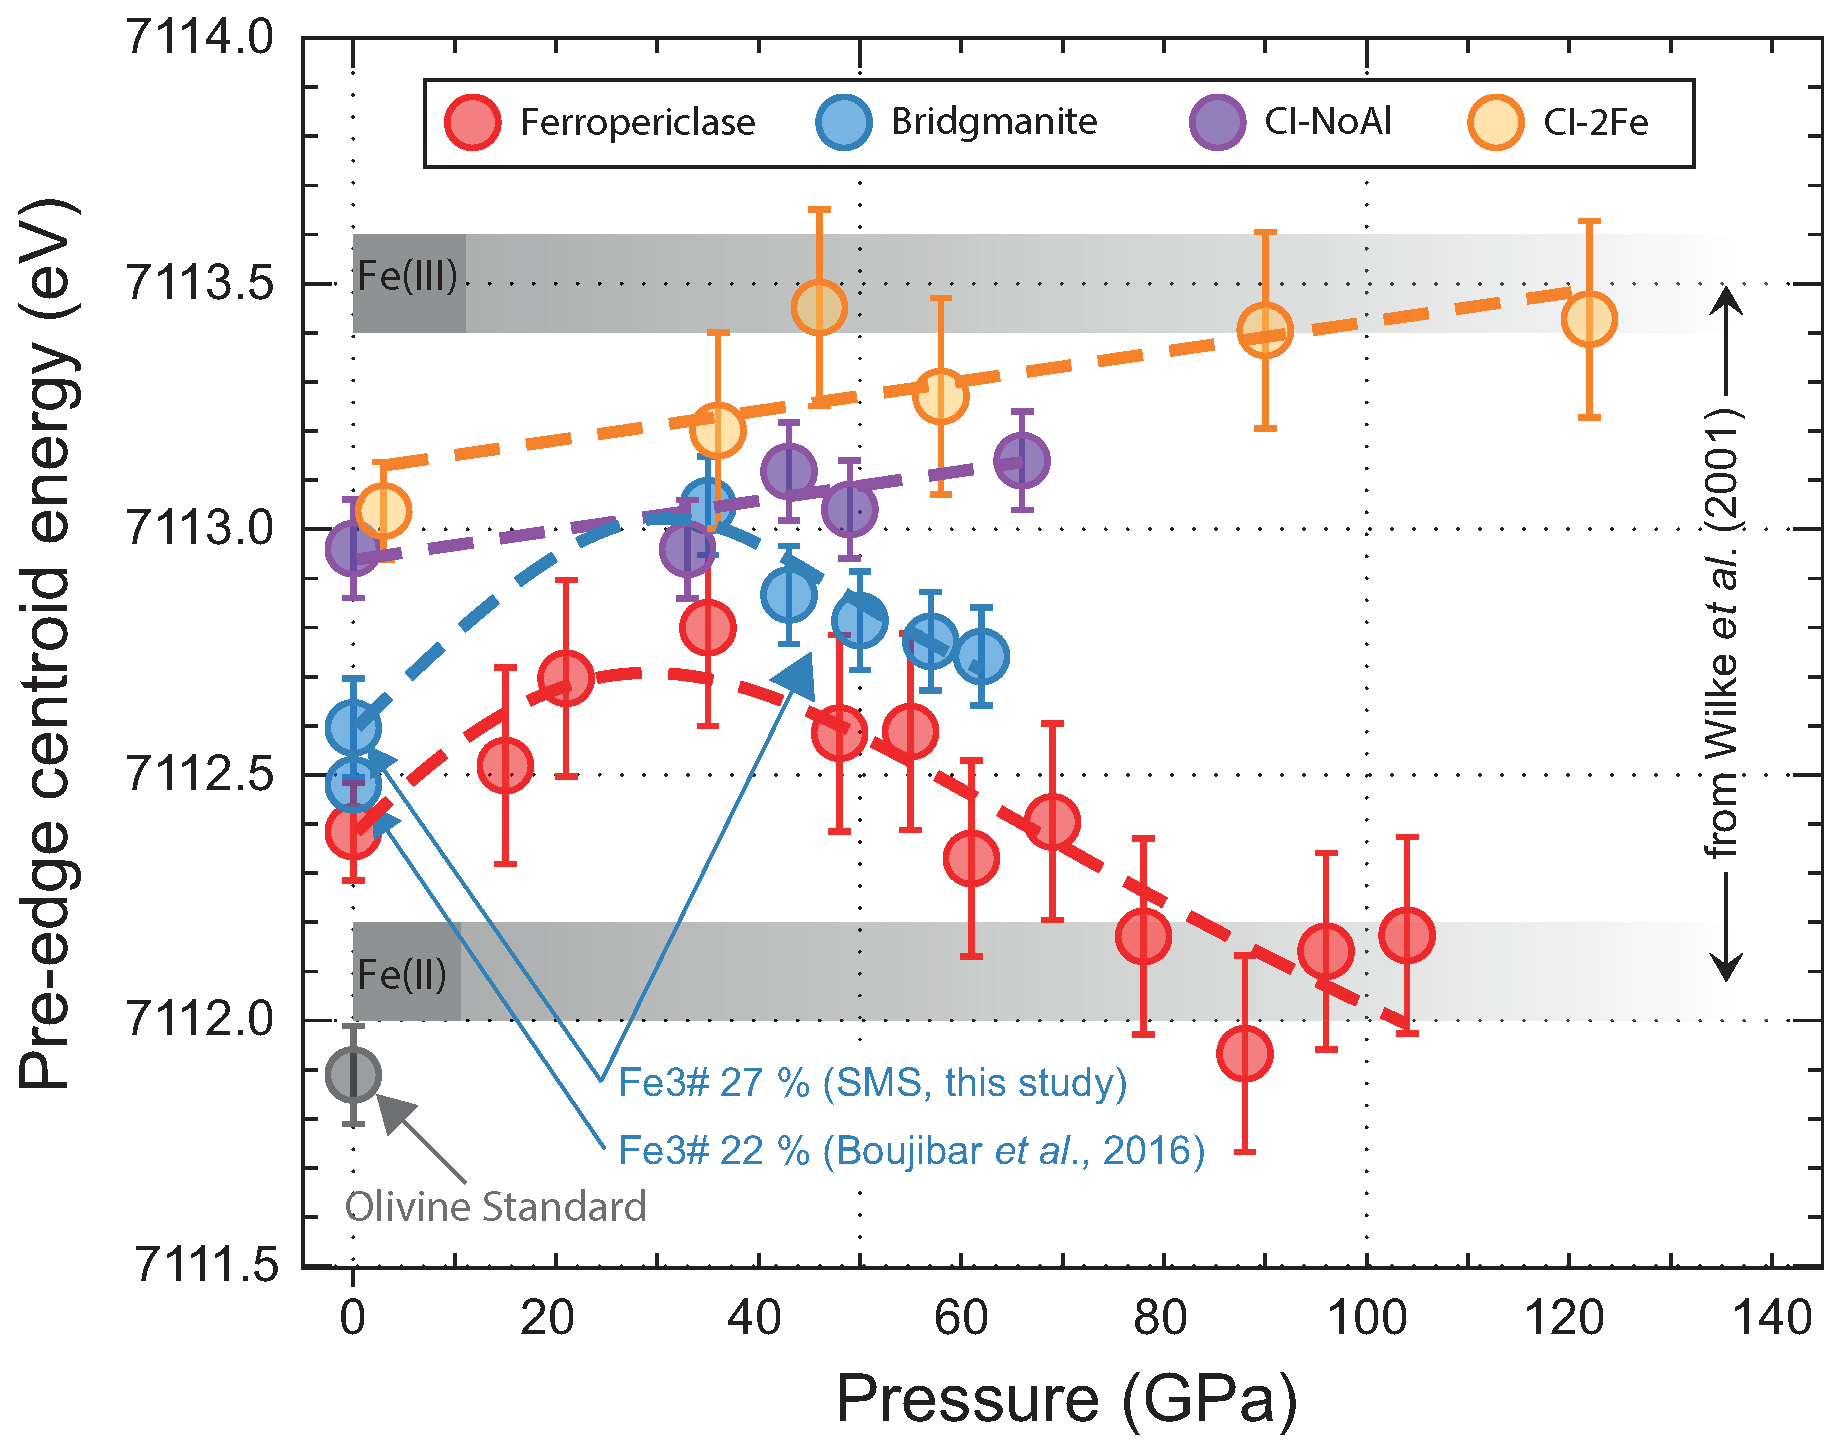 7114.0
Ferropericlase Bridgmanite Cl-NoAl Cl-2Fe
Fe(III)
7113.5
7113.0
7112.5
Fe(II)
7112.0
7111.5
Pre-edge centroid energy (eV)
from Wilke et al. (2001)
Fe3# 27 % (SMS, this study)
Fe3# 22 % (Boujibar et al., 2016)
Olivine Standard
0 20 40 60 80 100 120 140
Pressure (GPa)